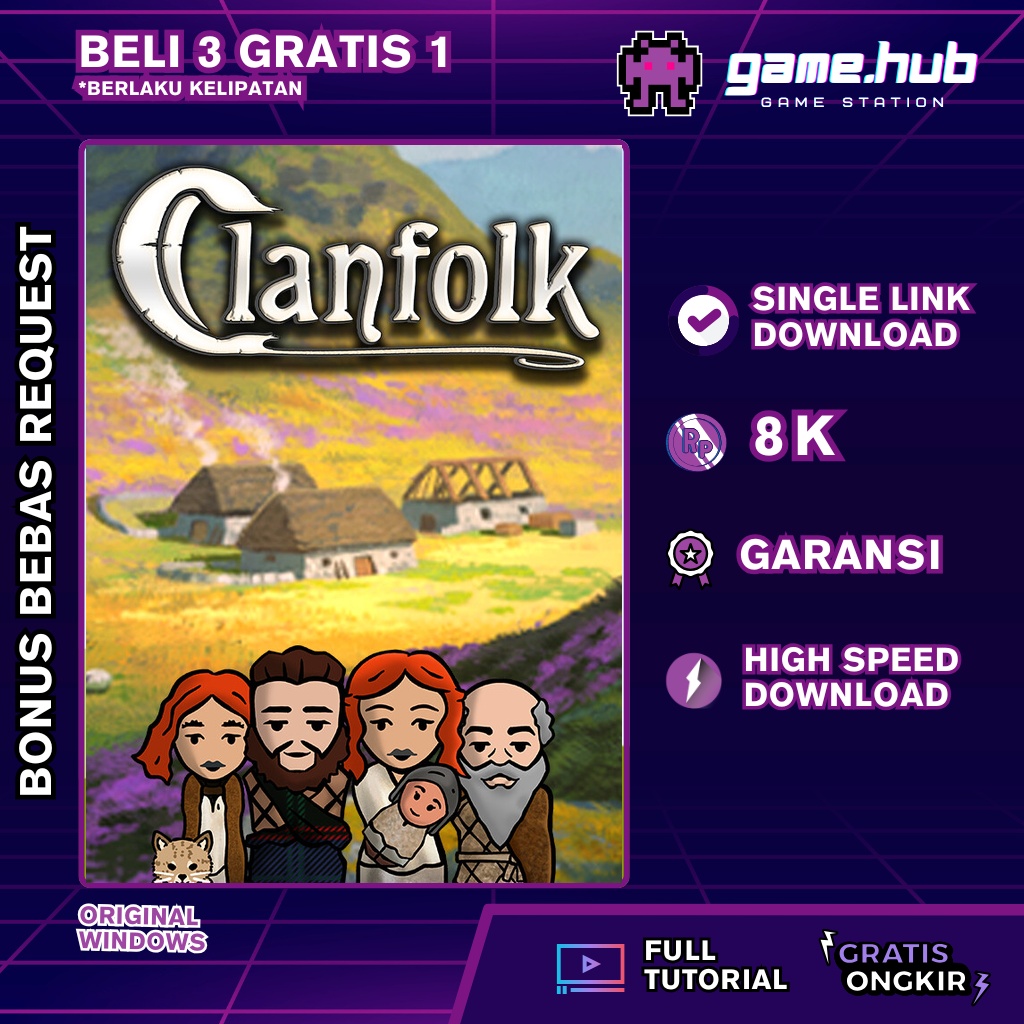 BELI 3 GRATIS 1
*BERLAKU KELIPATAN
game.hub
GAME STATION
BONUS BEBAS REQUEST
Clanfolk
SINGLE LINK
DOWNLOAD
Rp
8K
GARANSI
HIGH SPEED
DOWNLOAD
ORIGINAL
WINDOWS
FULL
TUTORIAL
GRATIS
ONGKIR